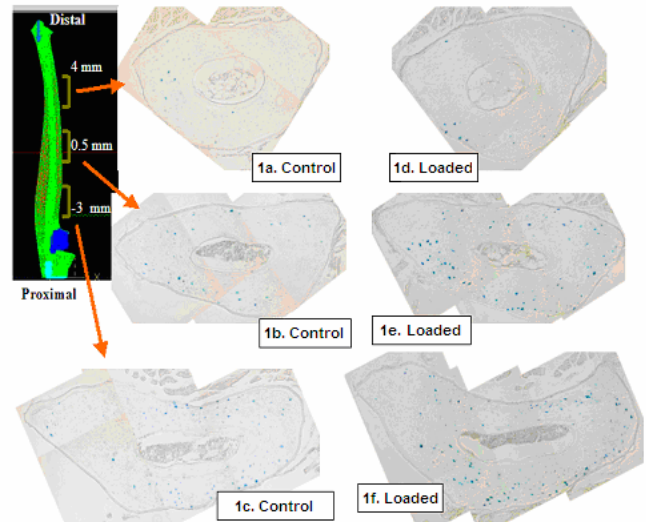 Distal
4 mm
0.5 mm
-3 mm
X
Proximal
1a. Control
1d. Loaded
1b. Control
1e. Loaded
1c. Control
1f. Loaded